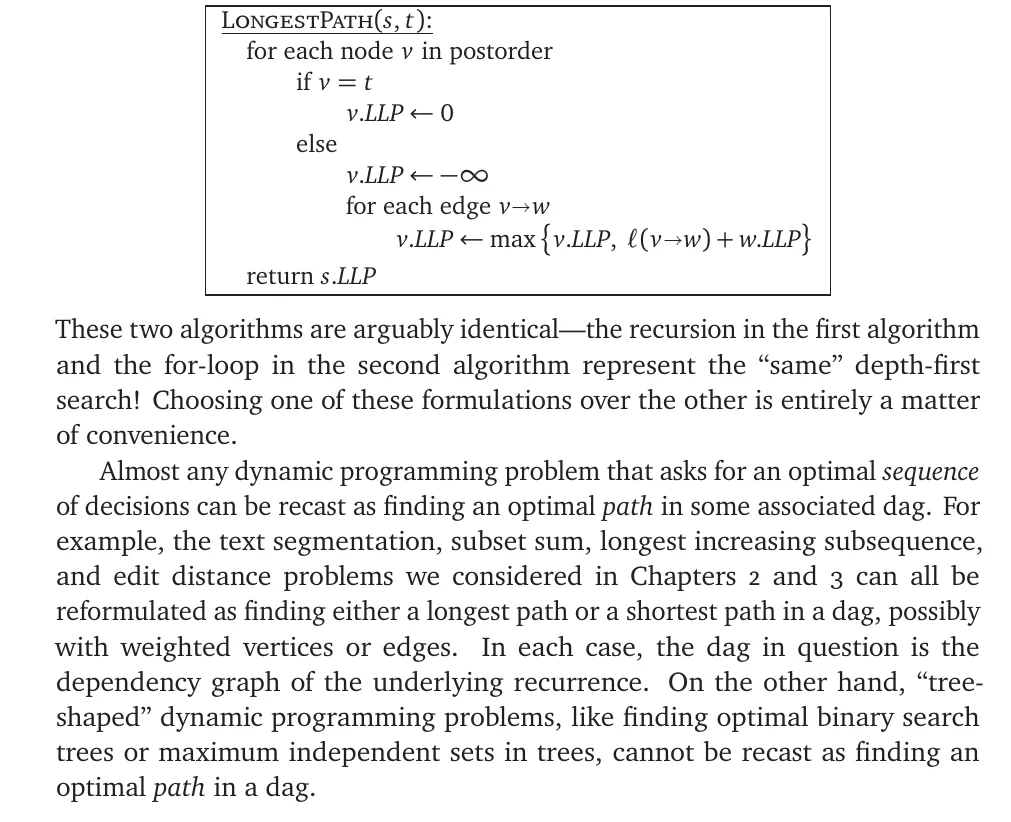 LONGESTPATH(s, t):
for each node v in postorder
if v = t
v.LLP ← 0
else
v.LLP ← −∞
for each edge v→w
v.LLP ← max{v.LLP, ℓ(v→w) + w.LLP}
return s.LLP
These two algorithms are arguably identical—the recursion in the first algorithm
and the for-loop in the second algorithm represent the “same” depth-first
search! Choosing one of these formulations over the other is entirely a matter
of convenience.
Almost any dynamic programming problem that asks for an optimal sequence
of decisions can be recast as finding an optimal path in some associated dag. For
example, the text segmentation, subset sum, longest increasing subsequence,
and edit distance problems we considered in Chapters 2 and 3 can all be
reformulated as finding either a longest path or a shortest path in a dag, possibly
with weighted vertices or edges. In each case, the dag in question is the
dependency graph of the underlying recurrence. On the other hand, “tree-
shaped” dynamic programming problems, like finding optimal binary search
trees or maximum independent sets in trees, cannot be recast as finding an
optimal path in a dag.